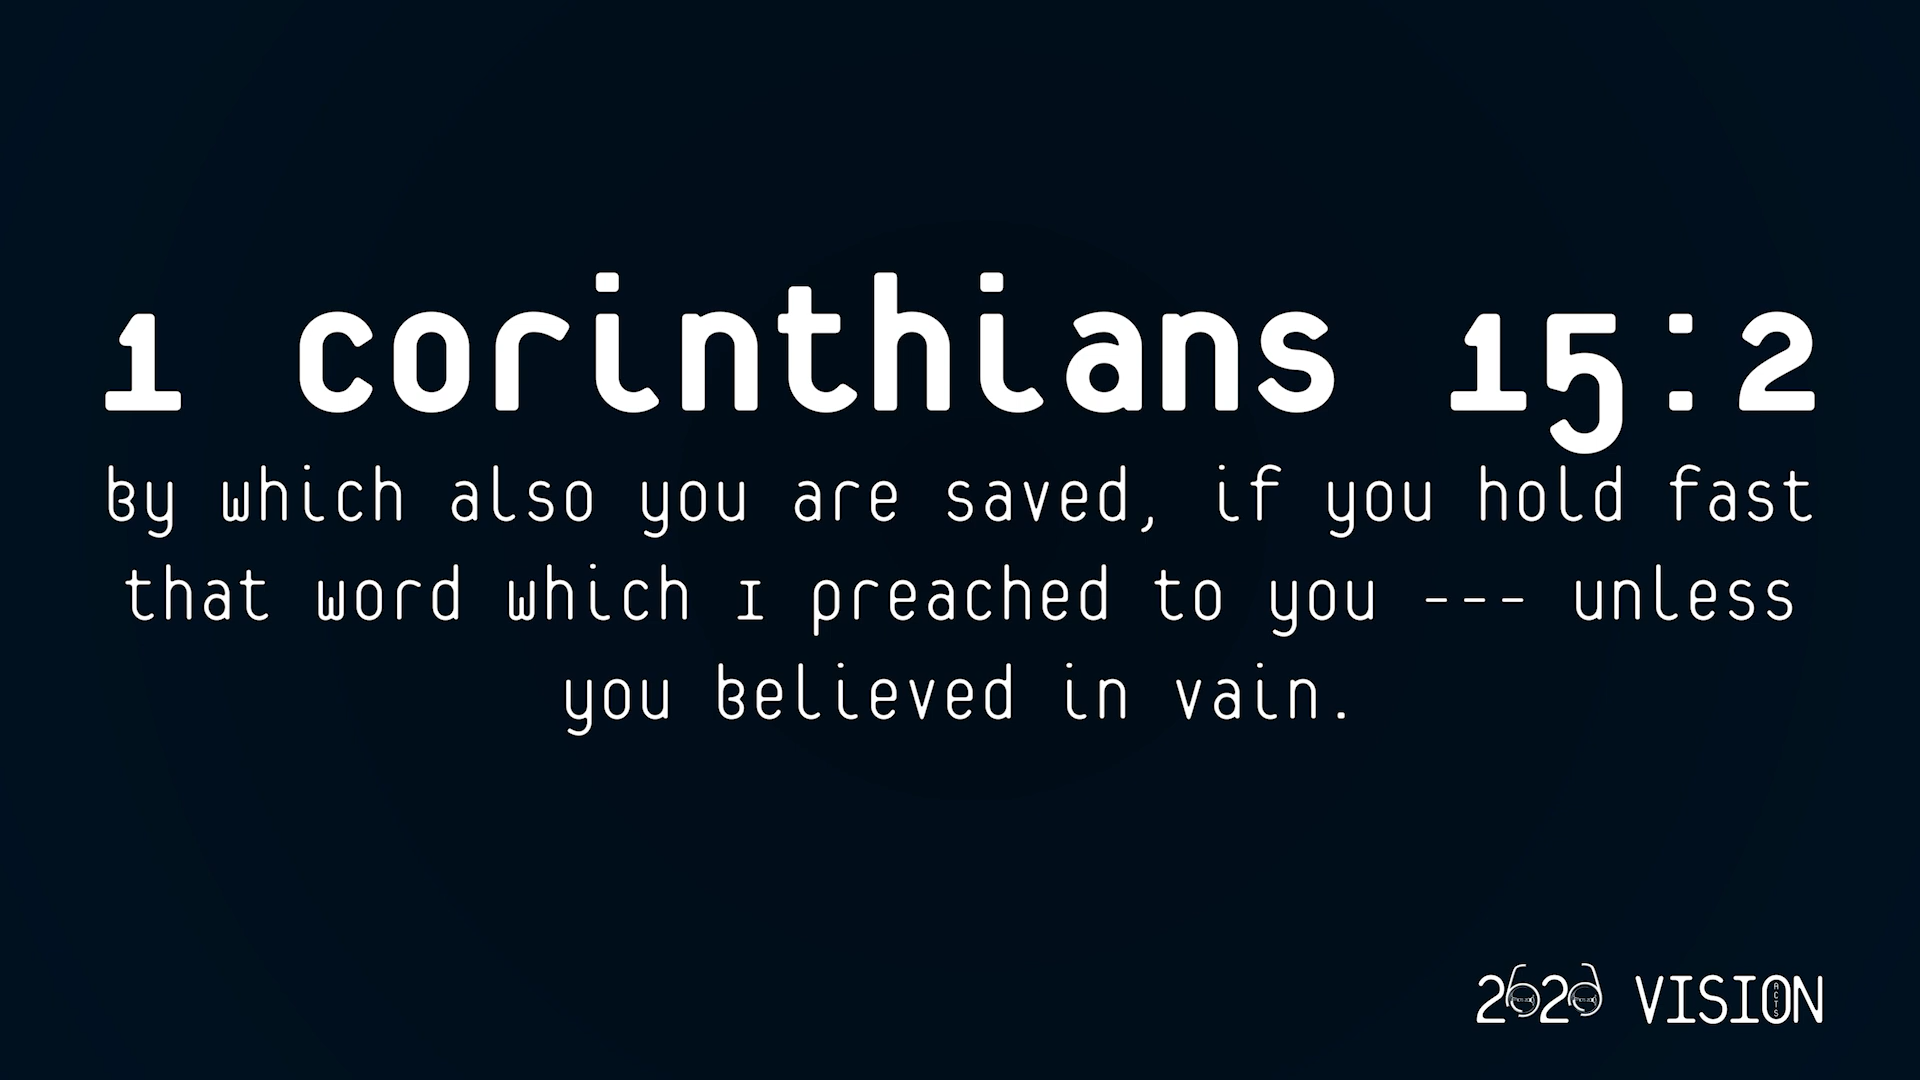 1 corinthians 15:2
by which also you are saved, if you hold fast
that word which I preached to you --- unless
you believed in vain.
2020 VISION
ACTS